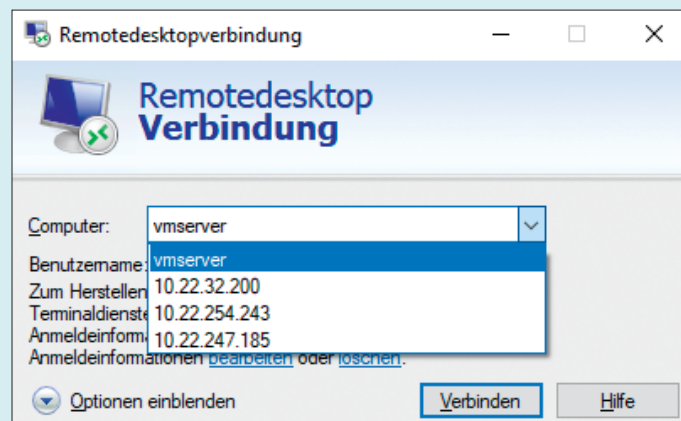 Remotedesktopverbindung
Remotedesktop
Verbindung
Computer: vmserver
vmserver
Benutzername:
10.22.32.200
Zum Herstellen
10.22.254.243
Terminaldienste
10.22.247.185
Anmeldeinforma
Anmeldeinformationen bearbeiten oder löschen.
Optionen einblenden Verbinden Hilfe